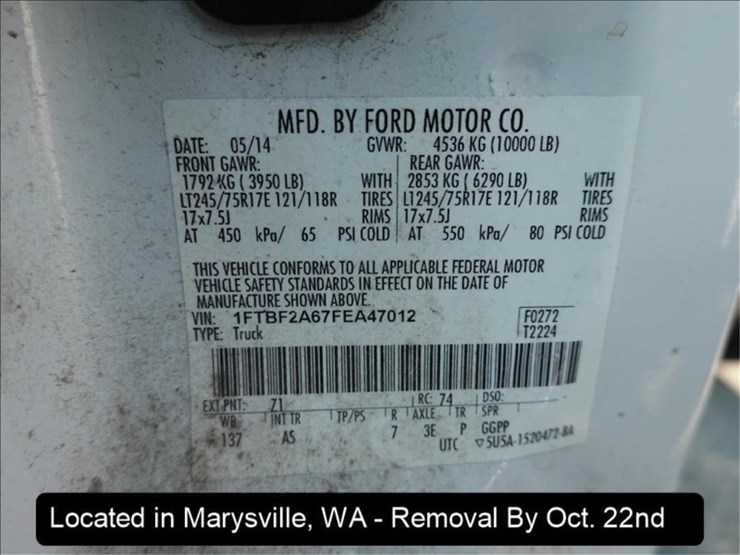 MFD. BY FORD MOTOR CO.
DATE: 05/14 GVWR: 4536 KG (10000 LB)
FRONT GAWR: REAR GAWR:
1792 KG ( 3950 LB) WITH 2853 KG ( 6290 LB) WITH
LT245/75R17E 121/118R TIRES LT245/75R17E 121/118R TIRES
17x7.5J RIMS 17x7.5J RIMS
AT 450 kPa/ 65 PSI COLD AT 550 kPa/ 80 PSI COLD
THIS VEHICLE CONFORMS TO ALL APPLICABLE FEDERAL MOTOR
VEHICLE SAFETY STANDARDS IN EFFECT ON THE DATE OF
MANUFACTURE SHOWN ABOVE.
VIN: 1FTBF2A67FEA47012 F0272
TYPE: Truck T2224
EXT PNT: Z1 RC: 74 DSO:
WB INT TR TP/PS R AXLE TR SPR
137 AS 7 3E P GGPP
UTC ▽5U5A-1520472-BA
Located in Marysville, WA - Removal By Oct. 22nd